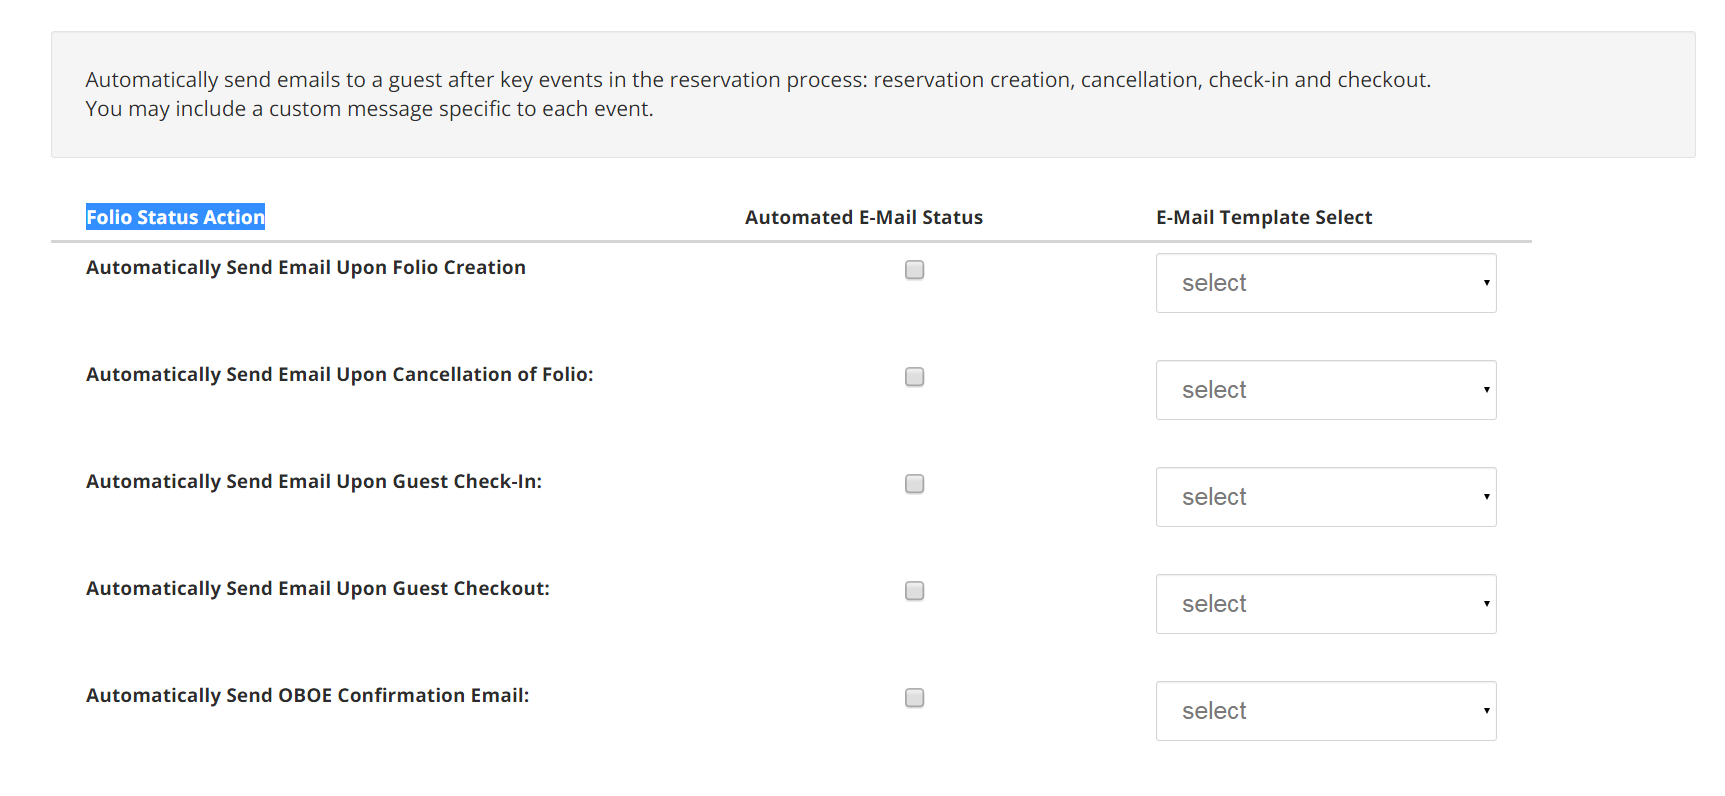 Automatically send emails to a guest after key events in the reservation process: reservation creation, cancellation, check-in and checkout.
You may include a custom message specific to each event.
Folio Status Action Automated E-Mail Status E-Mail Template Select
Automatically Send Email Upon Folio Creation select
Automatically Send Email Upon Cancellation of Folio: select
Automatically Send Email Upon Guest Check-In: select
Automatically Send Email Upon Guest Checkout: select
Automatically Send OBOE Confirmation Email: select